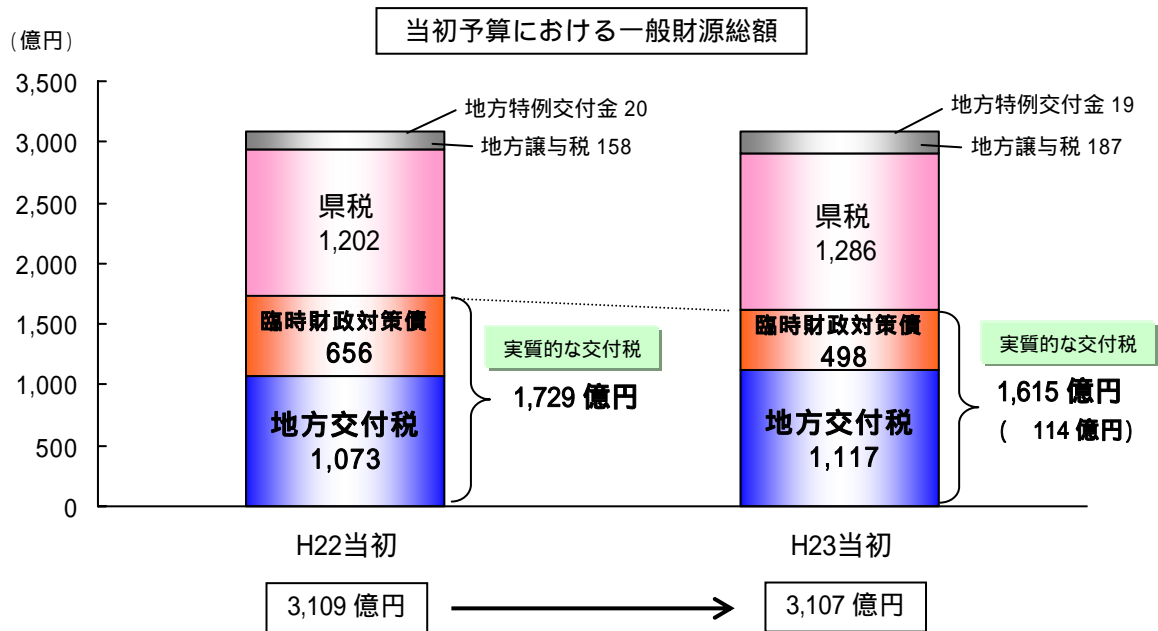 当初予算における一般財源総額
(億円)
3,500
3,000
2,500
2,000
1,500
1,000
500
0
地方特例交付金 20
地方譲与税 158
県税
1,202
臨時財政対策債
656
地方交付税
1,073
実質的な交付税
1,729 億円
地方特例交付金 19
地方譲与税 187
県税
1,286
臨時財政対策債
498
地方交付税
1,117
実質的な交付税
1,615 億円
( 114 億円)
H22当初
H23当初
3,109 億円
3,107 億円